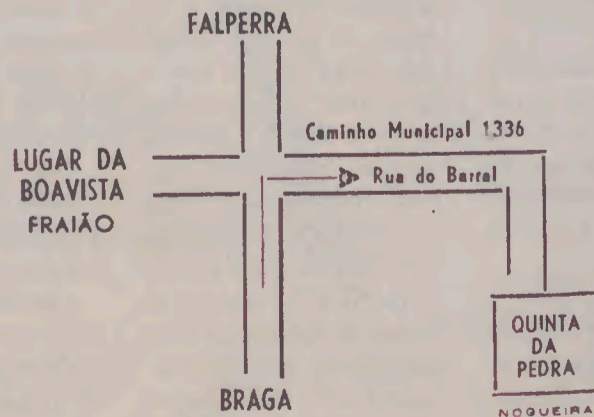 FALPERRA
Caminho Municipal 1336
LUGAR DA
BOAVISTA
FRAIÃO
Rua do Barral
QUINTA
DA
PEDRA
BRAGA
NOGUEIRA